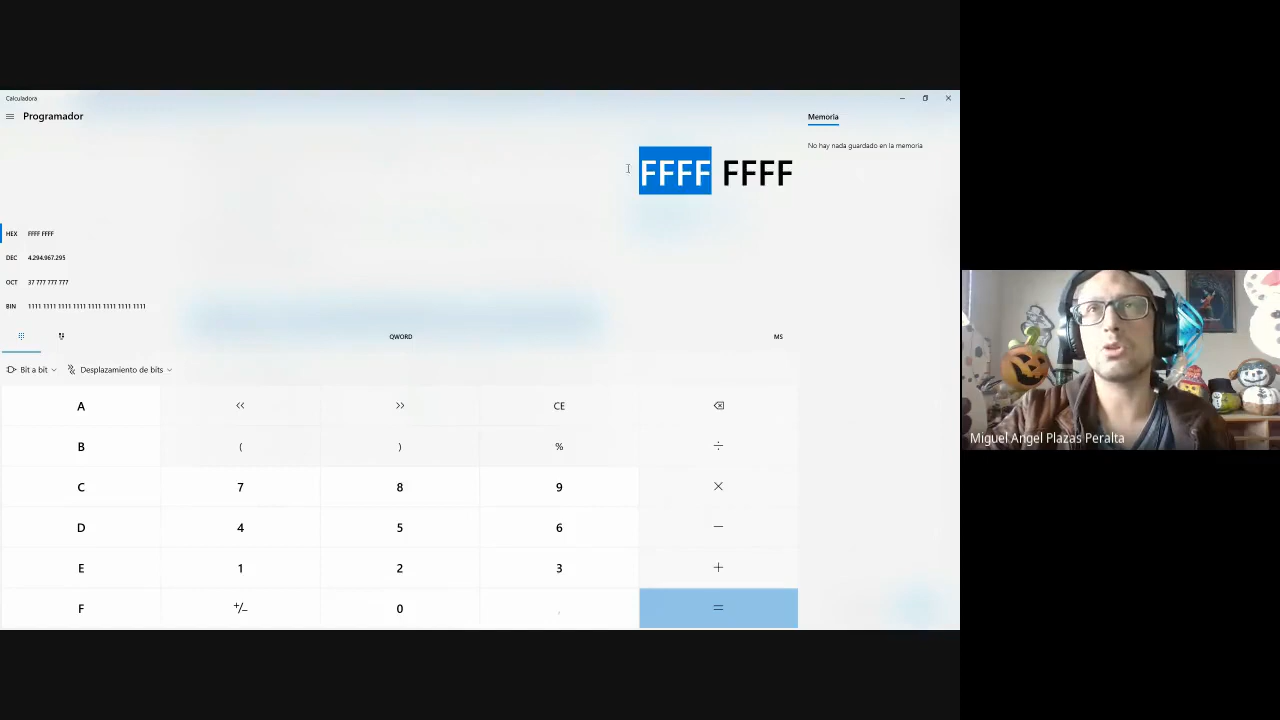 Calculadora
Programador
Memoria
No hay nada guardado en la memoria
FFFF FFFF
HEX FFFF FFFF
DEC 4.294.967.295
OCT 37 777 777 777
BIN 1111 1111 1111 1111 1111 1111 1111 1111
QWORD
MS
Bit a bit
Desplazamiento de bits
A << >> CE
B ( ) % ÷
C 7 8 9 ×
D 4 5 6 −
E 1 2 3 +
F +/− 0 , =
Miguel Angel Plazas Peralta